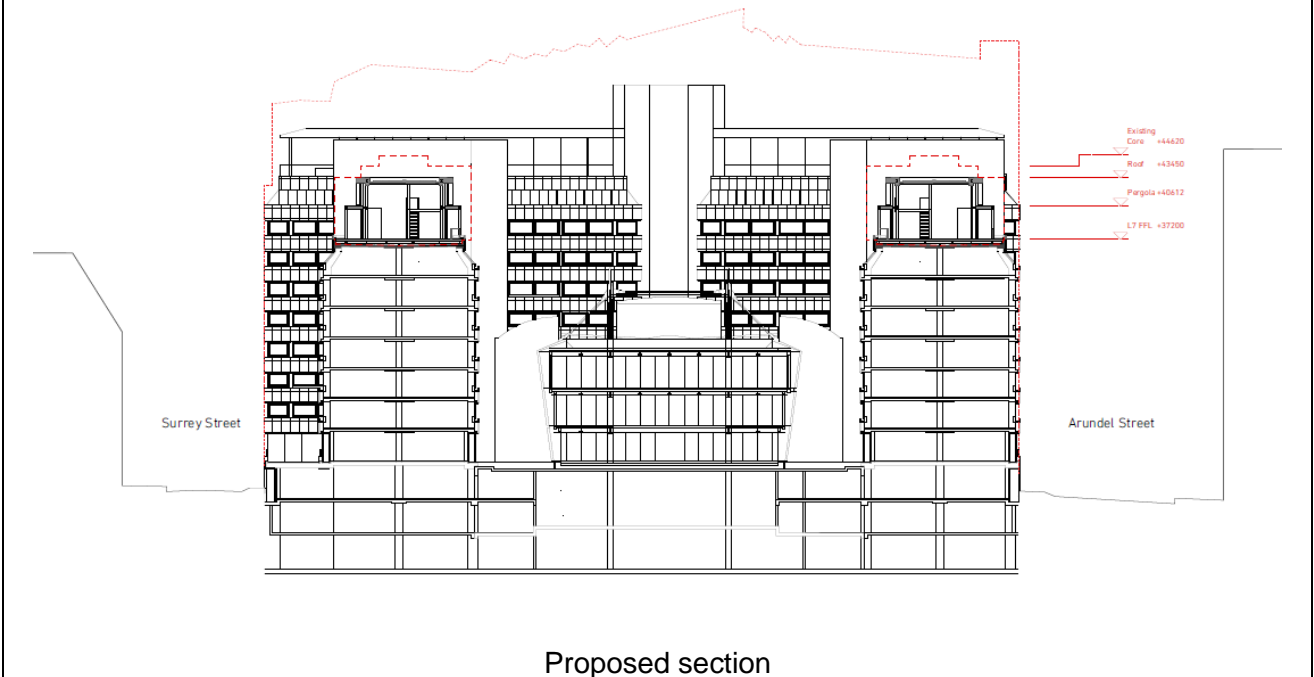 Existing
Core +44620
Roof +43450
Pergola +40612
L7 FFL +37200
Surrey Street
Arundel Street
Proposed section